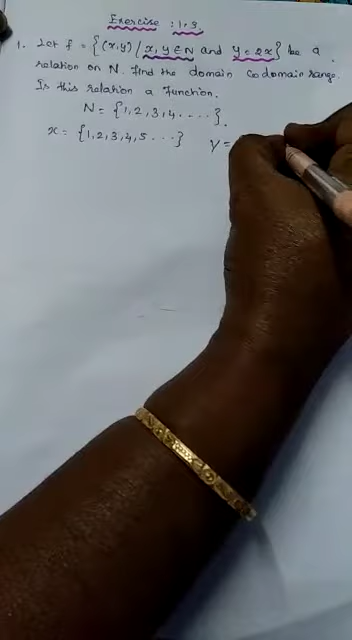 Exercise : 1.3
1. Let f = {(x,y) / x, y ∈ N and y = 2x} be a
relation on N. find the domain Co domain range.
Is this relation a function.
N = {1, 2, 3, 4 ....}.
x = {1, 2, 3, 4, 5 ...} y =